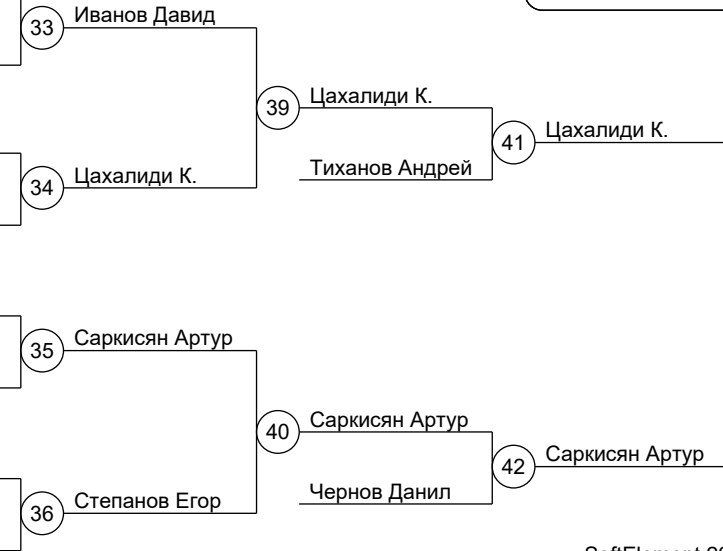 33 Иванов Давид
39 Цахалиди К.
41 Цахалиди К.
Тиханов Андрей
34 Цахалиди К.
35 Саркисян Артур
40 Саркисян Артур
42 Саркисян Артур
Чернов Данил
36 Степанов Егор